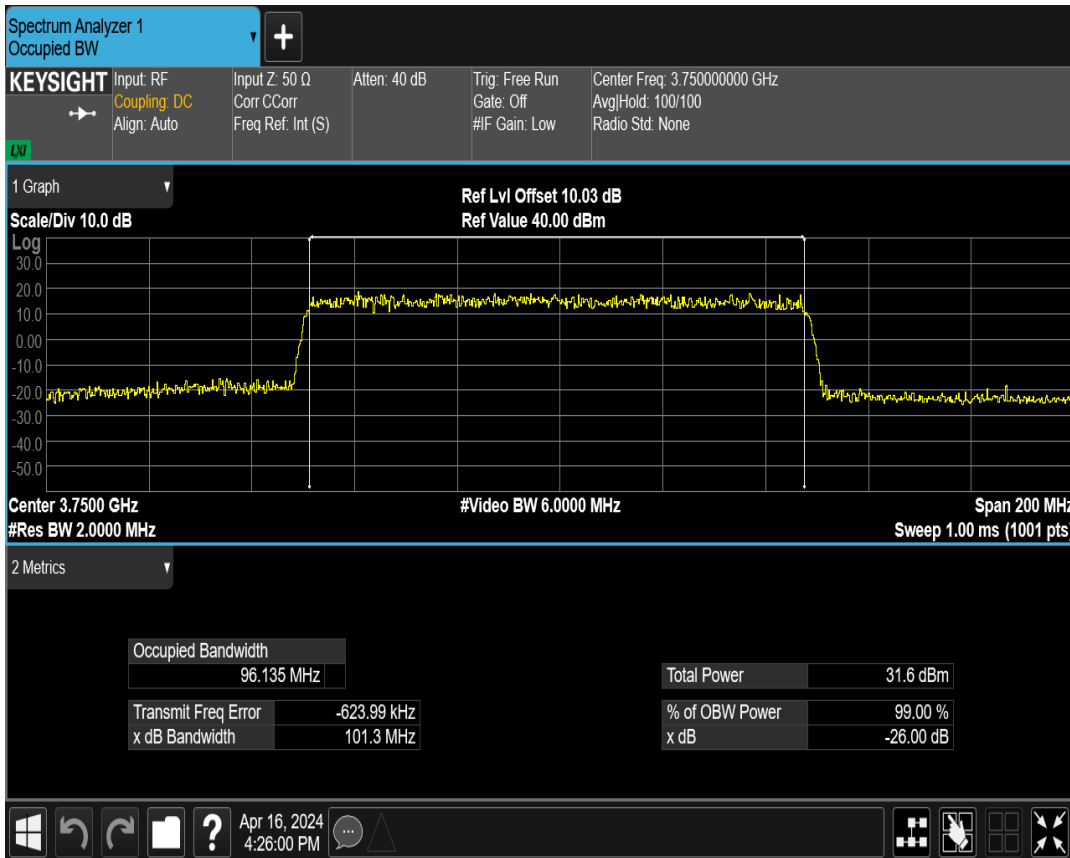 Spectrum Analyzer 1
Occupied BW
+
KEYSIGHT
LXI
Input: RF
Coupling: DC
Align: Auto
Input Z: 50 Ω
Corr CCorr
Freq Ref: Int (S)
Atten: 40 dB
Trig: Free Run
Gate: Off
#IF Gain: Low
Center Freq: 3.750000000 GHz
Avg|Hold: 100/100
Radio Std: None
1 Graph
Scale/Div 10.0 dB
Ref Lvl Offset 10.03 dB
Ref Value 40.00 dBm
Log
30.0
20.0
10.0
0.00
-10.0
-20.0
-30.0
-40.0
-50.0
Center 3.7500 GHz
#Video BW 6.0000 MHz
Span 200 MHz
#Res BW 2.0000 MHz
Sweep 1.00 ms (1001 pts)
2 Metrics
Occupied Bandwidth
96.135 MHz
Total Power 31.6 dBm
Transmit Freq Error -623.99 kHz
% of OBW Power 99.00 %
x dB Bandwidth 101.3 MHz
x dB -26.00 dB
?
Apr 16, 2024
4:26:00 PM